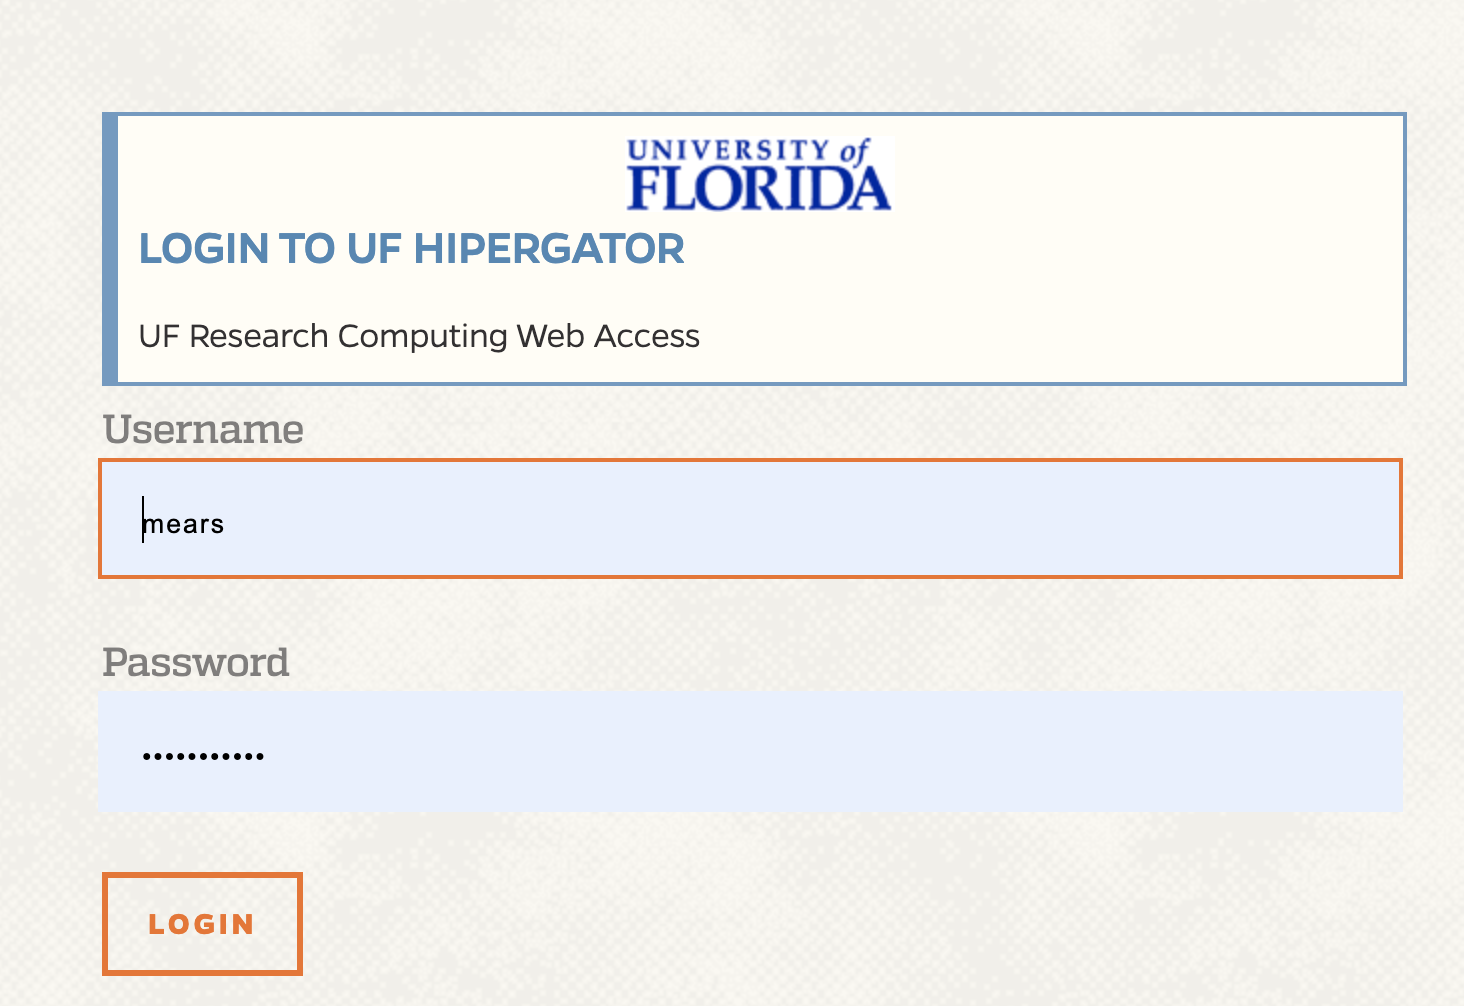 UNIVERSITY of
FLORIDA
LOGIN TO UF HIPERGATOR
UF Research Computing Web Access
Username
mears
Password
•••••••••••
LOGIN